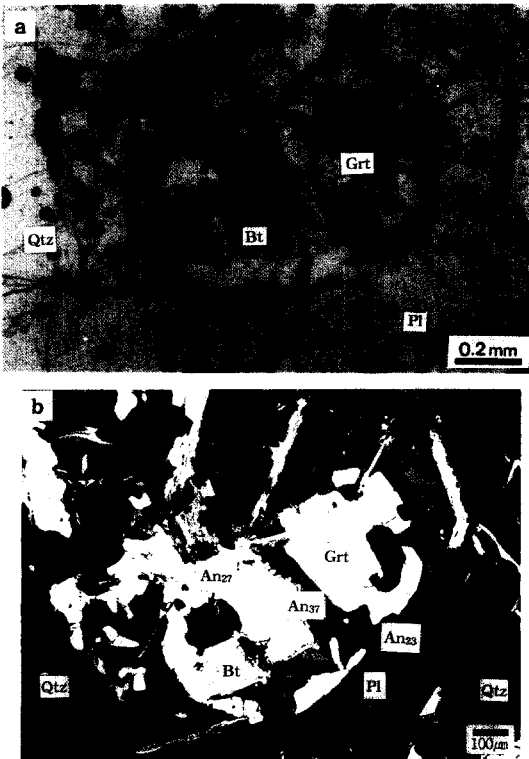 a
Grt
Qtz
Bt
Pl
0.2 mm
b
Grt
An₂₇
An₃₇
An₂₃
Bt
Qtz
Pl
Qtz
100μm